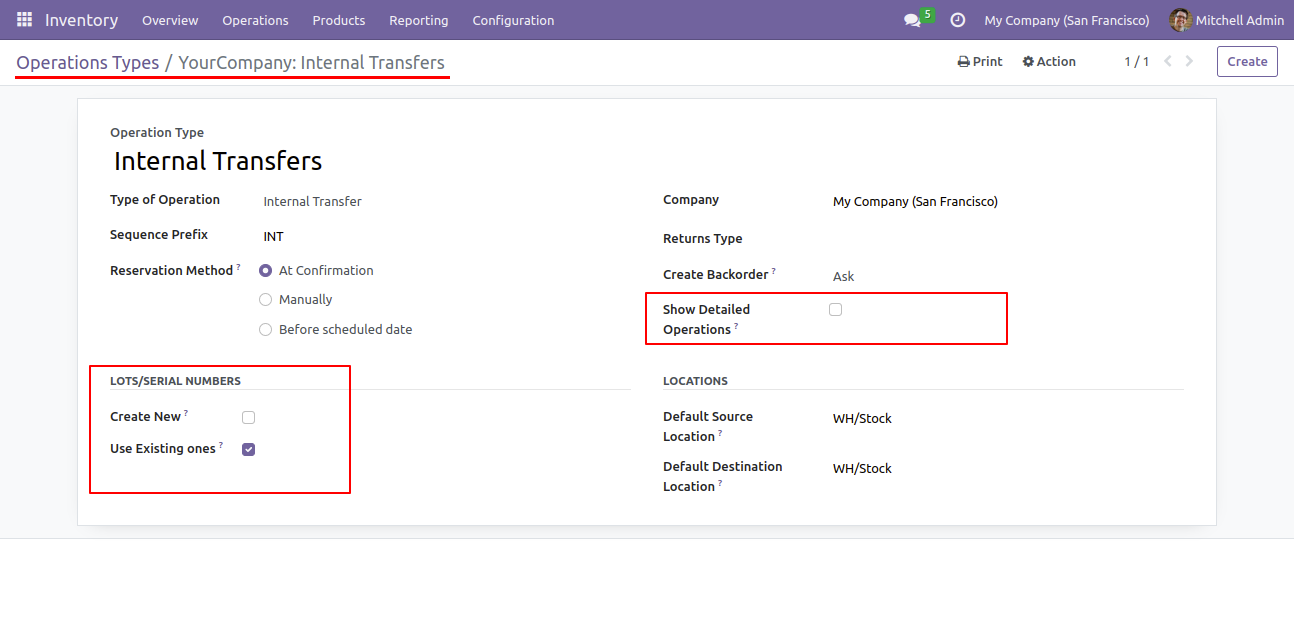 Inventory Overview Operations Products Reporting Configuration 5 My Company (San Francisco) Mitchell Admin
Operations Types / YourCompany: Internal Transfers Print Action 1 / 1 Create
Operation Type
Internal Transfers
Type of Operation Internal Transfer
Sequence Prefix INT
Reservation Method ? At Confirmation
Manually
Before scheduled date
Company My Company (San Francisco)
Returns Type
Create Backorder ? Ask
Show Detailed
Operations ?
LOTS/SERIAL NUMBERS
Create New ?
Use Existing ones ?
LOCATIONS
Default Source
Location ? WH/Stock
Default Destination
Location ? WH/Stock